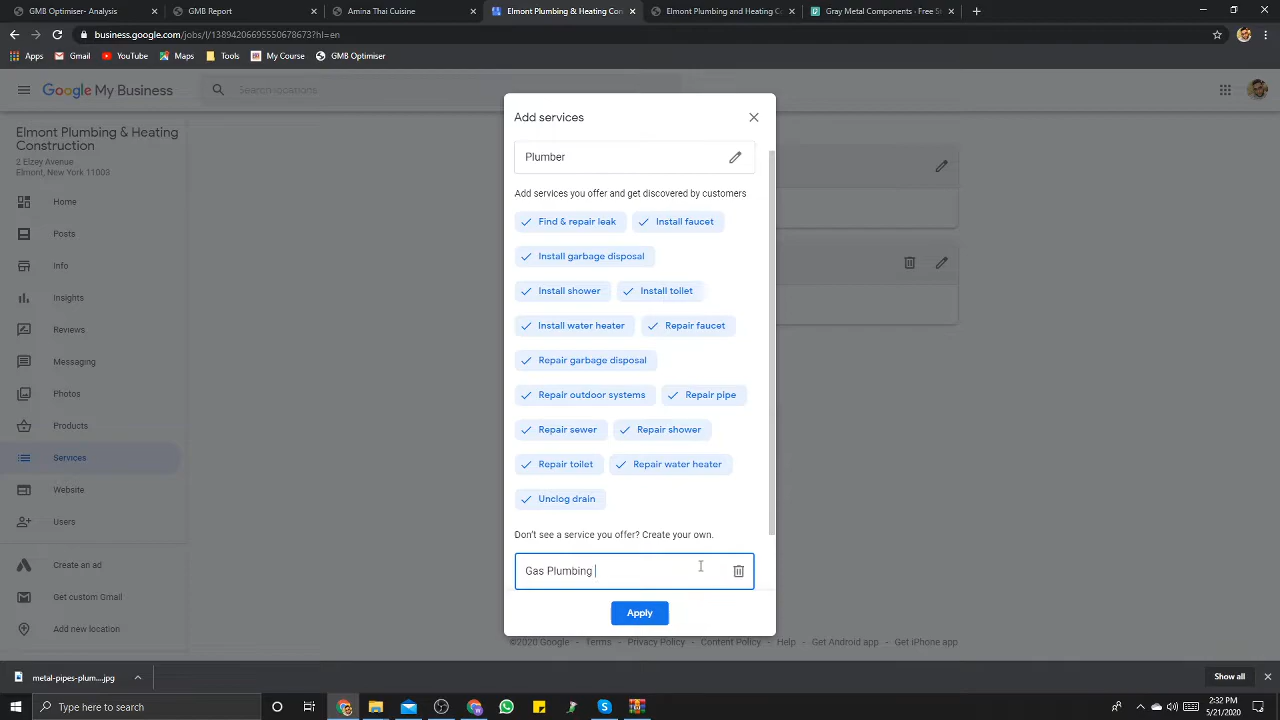 GMB Optimiser- Analysis
GMB Report
Amina Thai Cuisine
Elmont Plumbing & Heating Con
Elmont Plumbing and Heating Co
Gray Metal Components - Free St
business.google.com/jobs/l/13894206695550678673?hl=en
Apps
Gmail
YouTube
Maps
Tools
My Course
GMB Optimiser
Google My Business
Search locations
Elmont Plumbing & Heating
Construction
2 Elzey Avenue
Elmont, New York 11003
Home
Posts
Info
Insights
Reviews
Messaging
Photos
Products
Services
Website
Users
Create an ad
Get custom Gmail
Add new location
Add services
Plumber
Add services you offer and get discovered by customers
Find & repair leak
Install faucet
Install garbage disposal
Install shower
Install toilet
Install water heater
Repair faucet
Repair garbage disposal
Repair outdoor systems
Repair pipe
Repair sewer
Repair shower
Repair toilet
Repair water heater
Unclog drain
Don't see a service you offer? Create your own.
Gas Plumbing
Apply
©2020 Google - Terms - Privacy Policy - Content Policy - Help - Get Android app - Get iPhone app
metal-pipes-plum....jpg
Show all
Type here to search
2:32 PM
5/21/2020